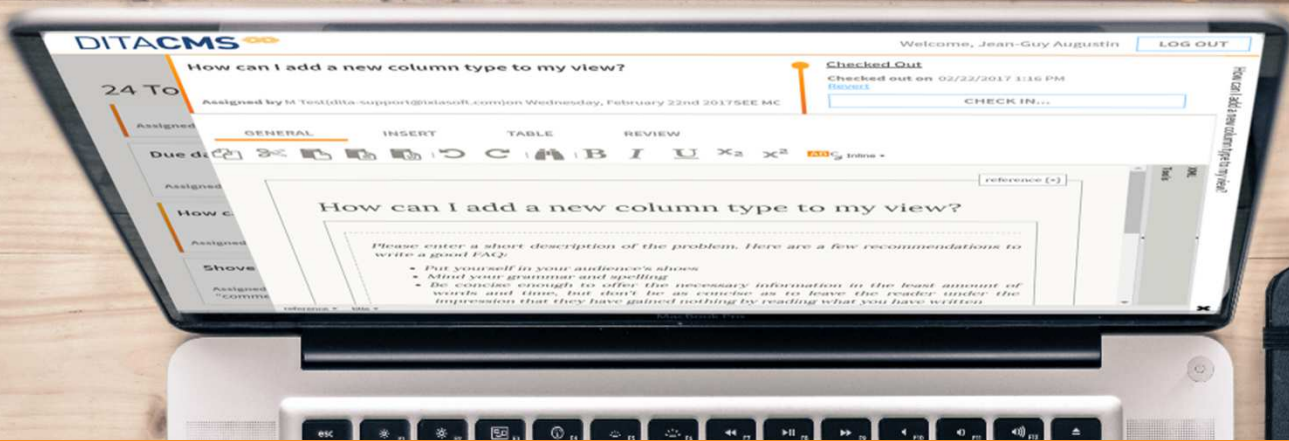 DITACMS
Welcome, Jean-Guy Augustin
LOG OUT
How can I add a new column type to my view?
Assigned by M Test(dita-support@ixiasoft.com)on Wednesday, February 22nd 2017SEE MC
Checked Out
Checked out on 02/22/2017 1:16 PM
Revert
CHECK IN...
How can I add a new column type to my view?
24 To
Assigned
Due da
Assigned
How c
Assigned
Shove
Assigned
"comme
GENERAL
INSERT
TABLE
REVIEW
B I U X2 X2
Inline
reference [×]
XML
Tools
How can I add a new column type to my view?
Please enter a short description of the problem. Here are a few recommendations to
write a good FAQ:
• Put yourself in your audience's shoes
• Mind your grammar and spelling
• Be concise enough to offer the necessary information in the least amount of
words and time, but don't be as concise as to leave the reader under the
impression that they have gained nothing by reading what you have written
reference
title
MacBook Pro
esc